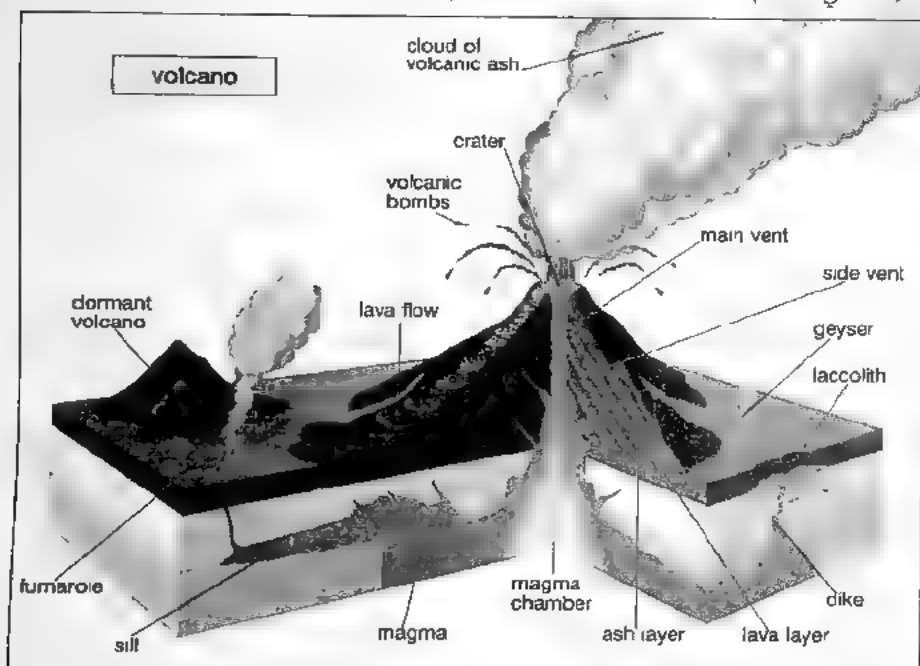 volcano
cloud of
volcanic ash
crater
volcanic
bombs
main vent
side vent
dormant
volcano
lava flow
geyser
laccolith
fumarole
sill
magma
magma
chamber
ash layer
lava layer
dike